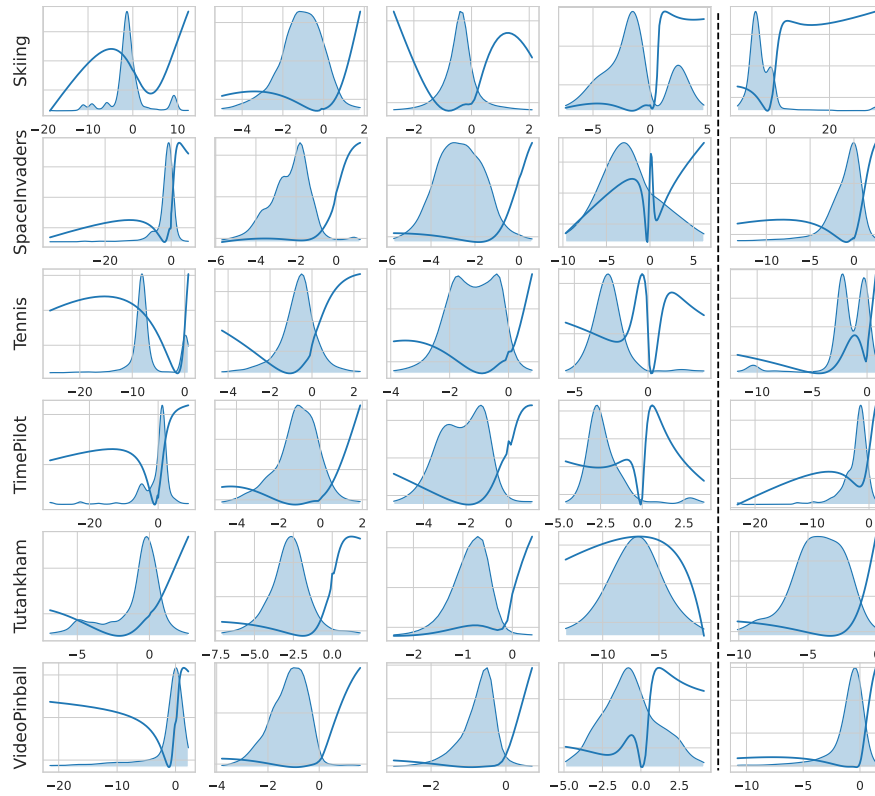 Skiing
−20 −10 0 10
−4 −2 0 2
−2 0 2
−5 0 5
0 20
SpaceInvaders
−20 0
−6 −4 −2 0
−6 −4 −2 0
−10 −5 0 5
−10 −5 0
Tennis
−20 −10 0
−4 −2 0 2
−4 −2 0
−5 0
−10 −5 0
TimePilot
−20 0
−4 −2 0 2
−4 −2 0
−5.0 −2.5 0.0 2.5
−20 −10 0
Tutankham
−5 0
−7.5 −5.0 −2.5 0.0
−2 0
−10 −5
−10 −5 0
VideoPinball
−20 −10 0
−4 −2 0
−2 0
−5.0 −2.5 0.0 2.5
−10 −5 0